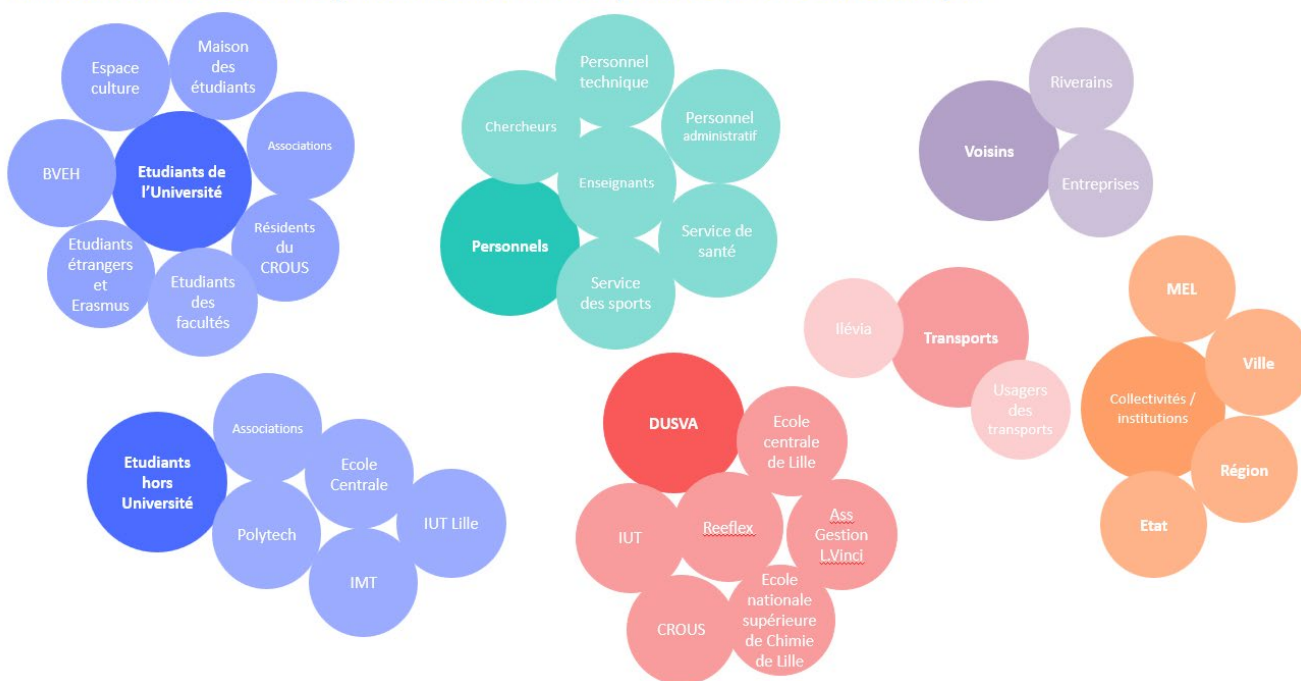 Espace
culture
Maison
des
étudiants
Associations
BVEH
Etudiants de
l'Université
Résidents
du
CROUS
Etudiants
étrangers
et
Erasmus
Etudiants
des
facultés
Personnel
technique
Chercheurs
Personnel
administratif
Enseignants
Personnels
Service de
santé
Service
des sports
Riverains
Voisins
Entreprises
Ilévia
Transports
Usagers
des
transports
MEL
Ville
Collectivités /
institutions
Région
Etat
Etudiants
hors
Université
Associations
Ecole
Centrale
IUT Lille
Polytech
IMT
DUSVA
Ecole
centrale
de Lille
IUT
Reeflex
Ass
Gestion
L.Vinci
CROUS
Ecole
nationale
supérieure
de Chimie
de Lille